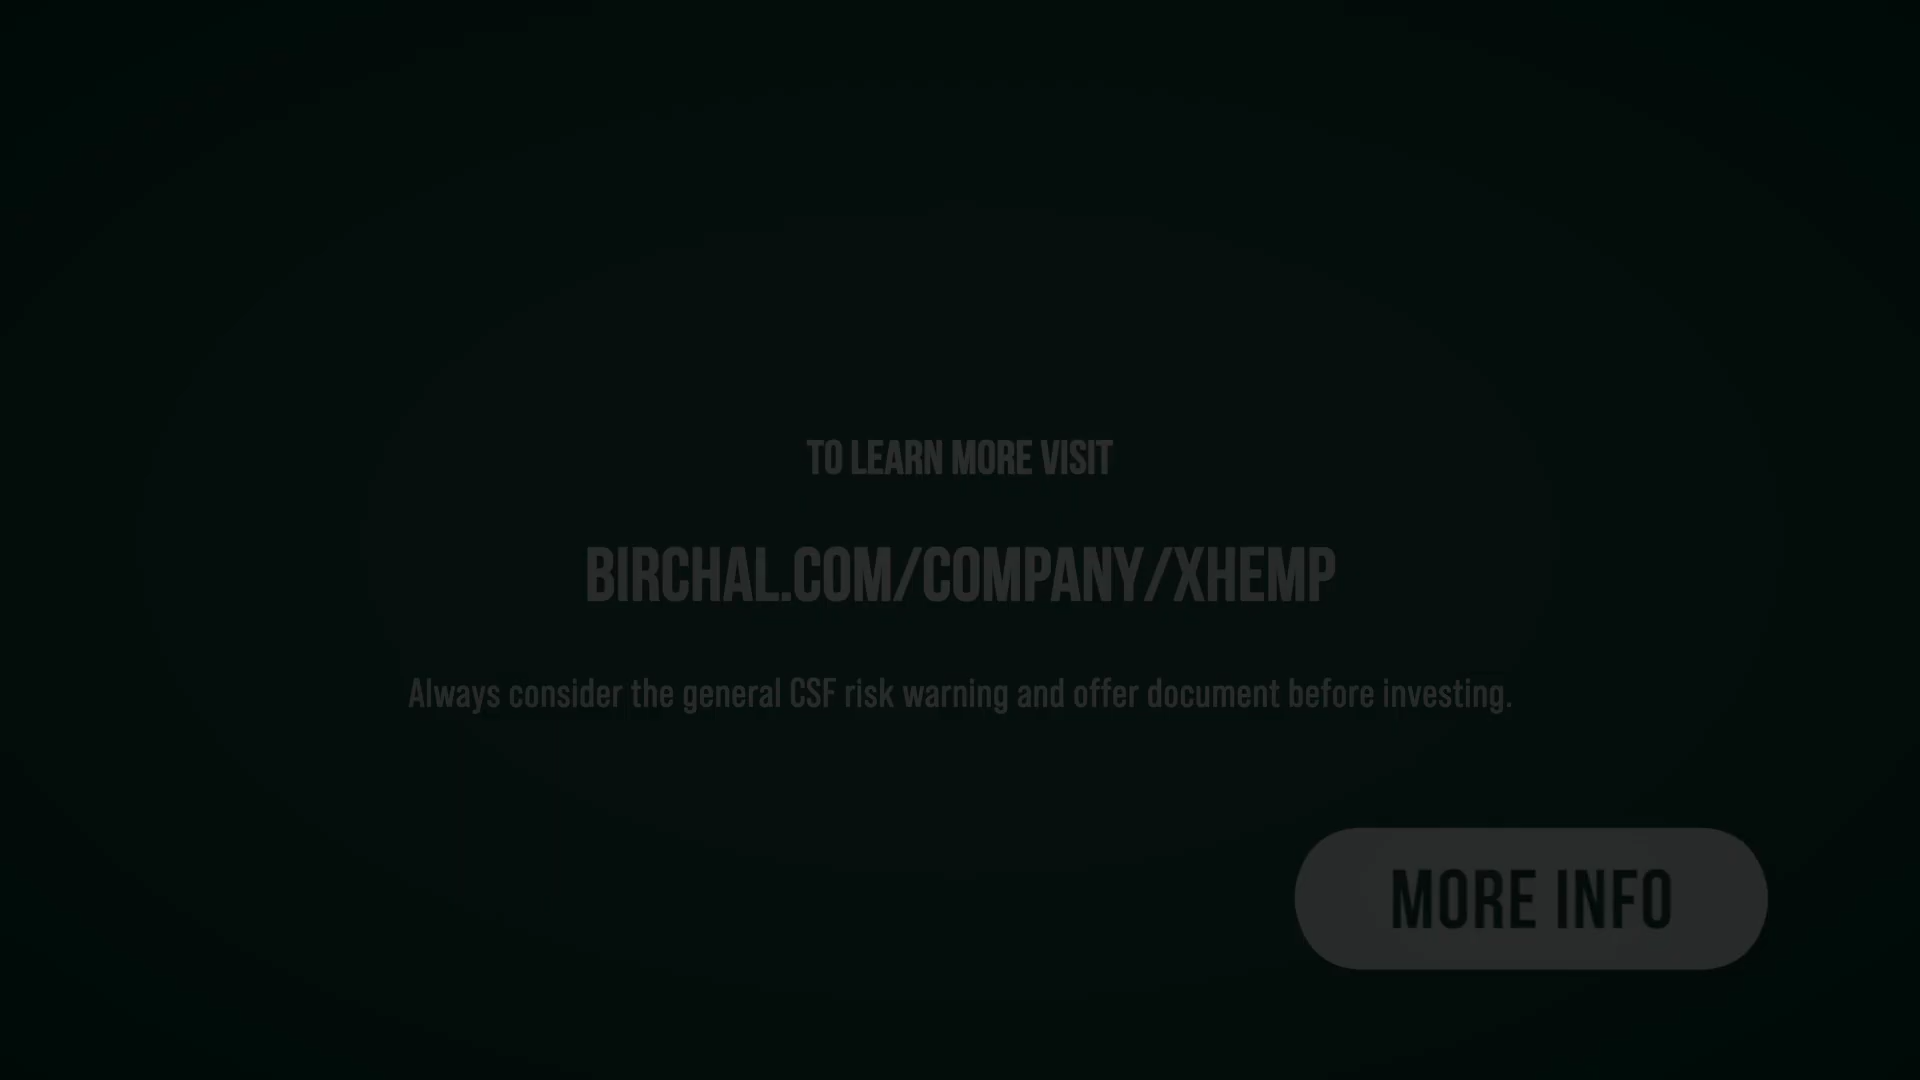 TO LEARN MORE VISIT
BIRCHAL.COM/COMPANY/XHEMP
Always consider the general CSF risk warning and offer document before investing.
MORE INFO